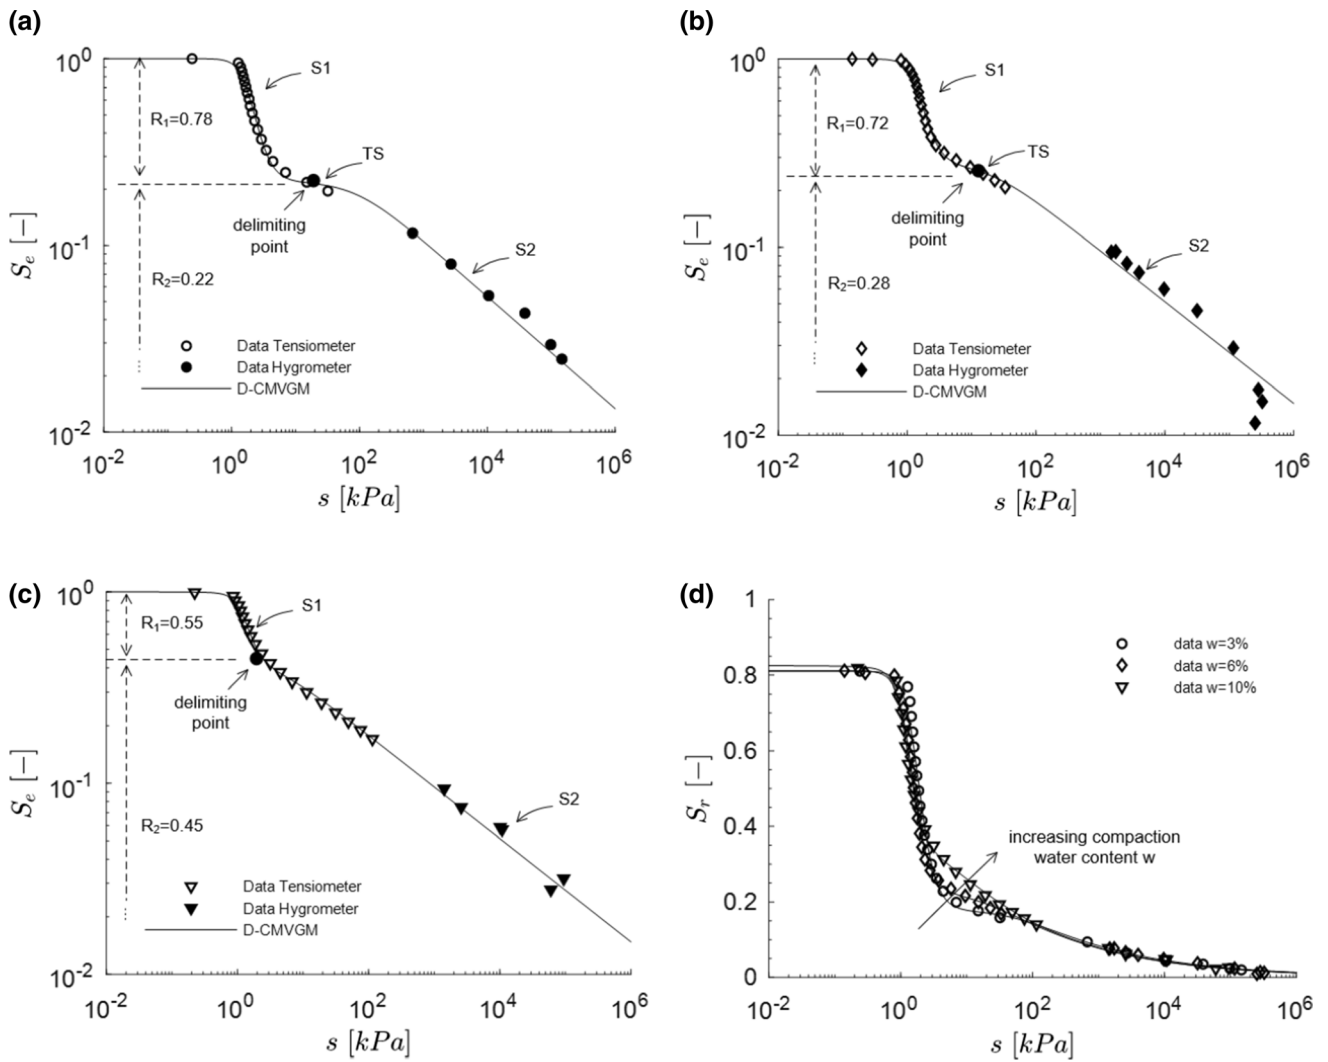 (a)
10^0
10^-1
10^-2
S_e [−]
R₁=0.78
R₂=0.22
S1
TS
delimiting
point
S2
Data Tensiometer
Data Hygrometer
D-CMVGM
10^-2
10^0
10^2
10^4
10^6
s [kPa]
(b)
10^0
10^-1
10^-2
S_e [−]
R₁=0.72
R₂=0.28
S1
TS
delimiting
point
S2
Data Tensiometer
Data Hygrometer
D-CMVGM
10^-2
10^0
10^2
10^4
10^6
s [kPa]
(c)
10^0
10^-1
10^-2
S_e [−]
R₁=0.55
R₂=0.45
S1
delimiting
point
S2
Data Tensiometer
Data Hygrometer
D-CMVGM
10^-2
10^0
10^2
10^4
10^6
s [kPa]
(d)
1
0.8
0.6
0.4
0.2
0
S_r [−]
data w=3%
data w=6%
data w=10%
increasing compaction
water content w
10^-2
10^0
10^2
10^4
10^6
s [kPa]